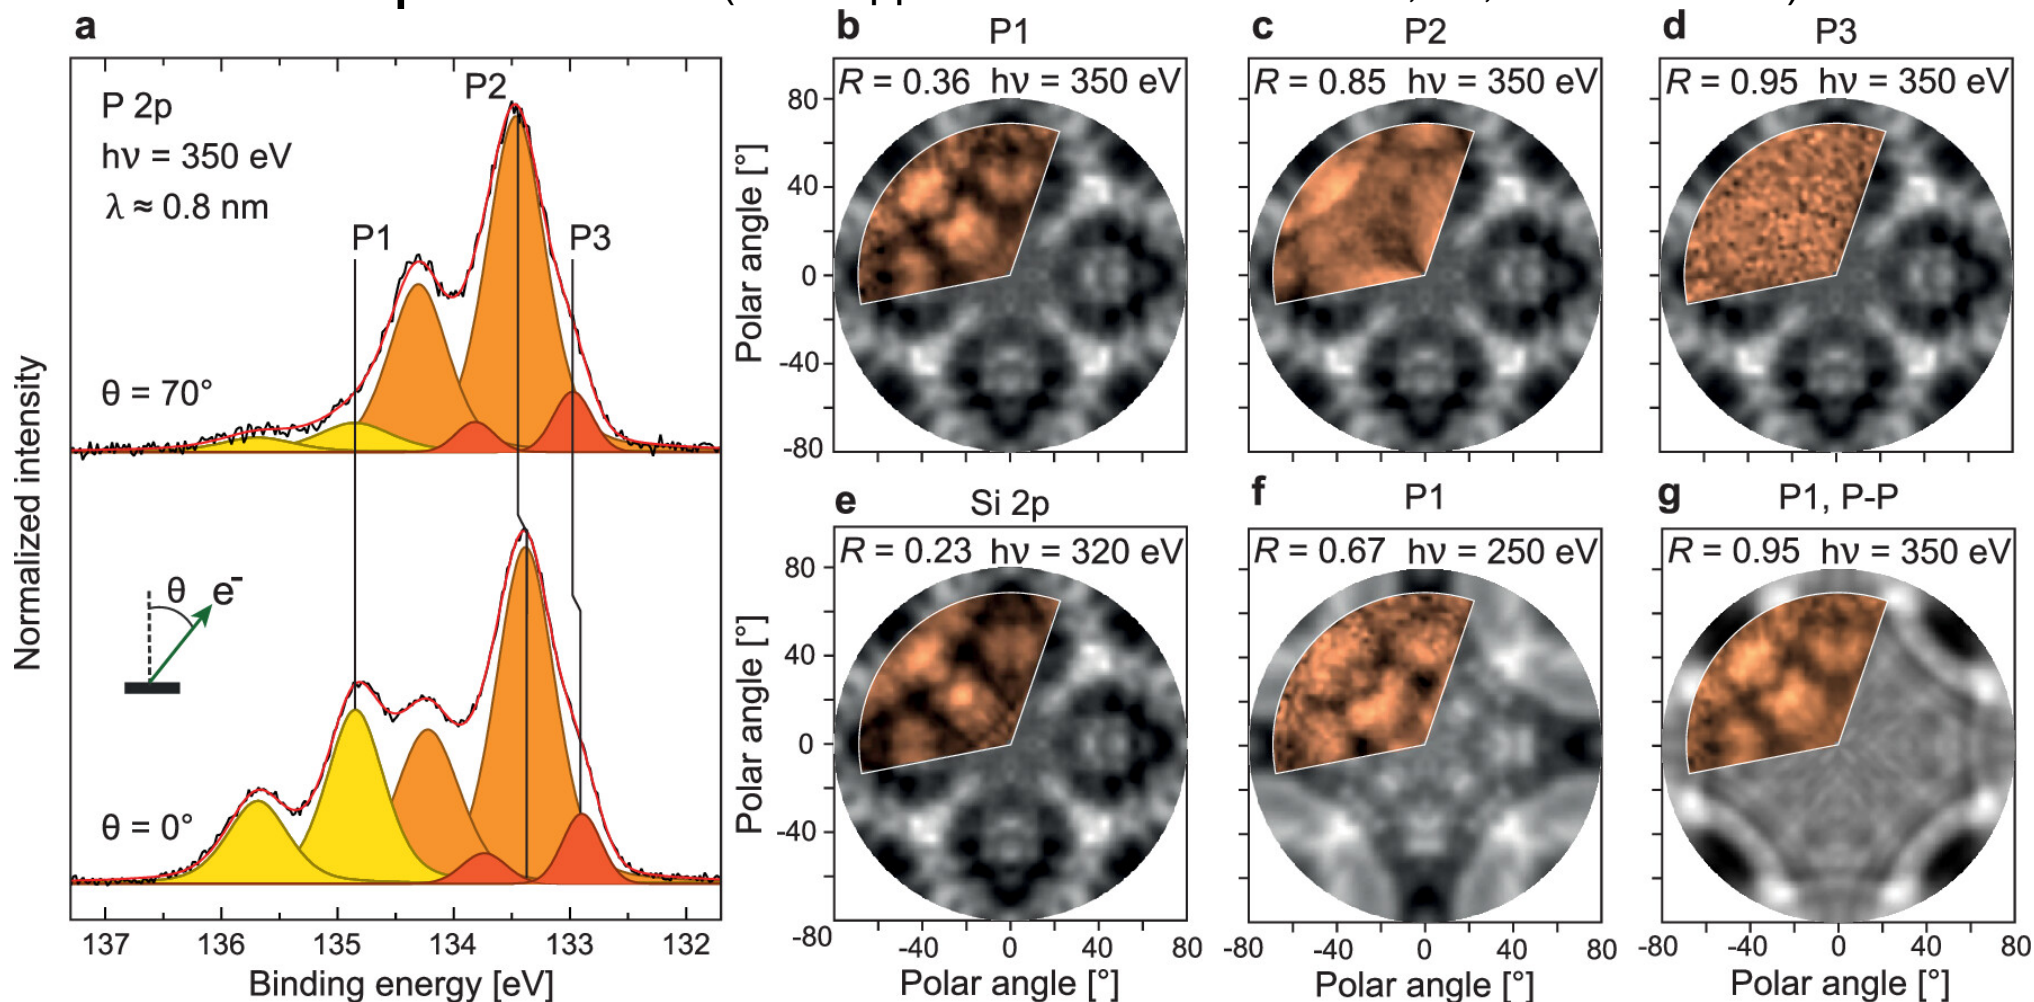 a
P 2p
hν = 350 eV
λ ≈ 0.8 nm
P1
P2
P3
θ = 70°
θ e⁻
θ = 0°
Normalized intensity
137 136 135 134 133 132
Binding energy [eV]
b P1
R = 0.36 hν = 350 eV
80
40
0
-40
-80
Polar angle [°]
c P2
R = 0.85 hν = 350 eV
d P3
R = 0.95 hν = 350 eV
e Si 2p
R = 0.23 hν = 320 eV
80
40
0
-40
-80
Polar angle [°]
-40 0 40 80
Polar angle [°]
f P1
R = 0.67 hν = 250 eV
-80 -40 0 40 80
Polar angle [°]
g P1, P-P
R = 0.95 hν = 350 eV
-80 -40 0 40 80
Polar angle [°]